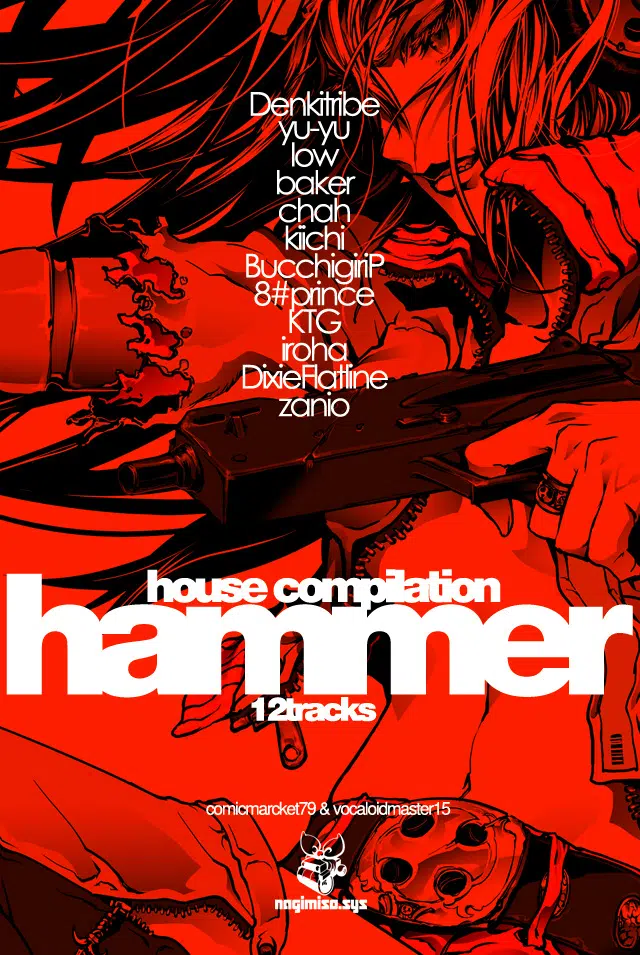 Denkitribe
yu-yu
low
baker
chah
kiichi
BucchigiriP
8#prince
KTG
iroha
DixieFlatline
zanio
house compilation
hammer
12tracks
comicmarcket79 & vocaloidmaster15
nagimiso.sys